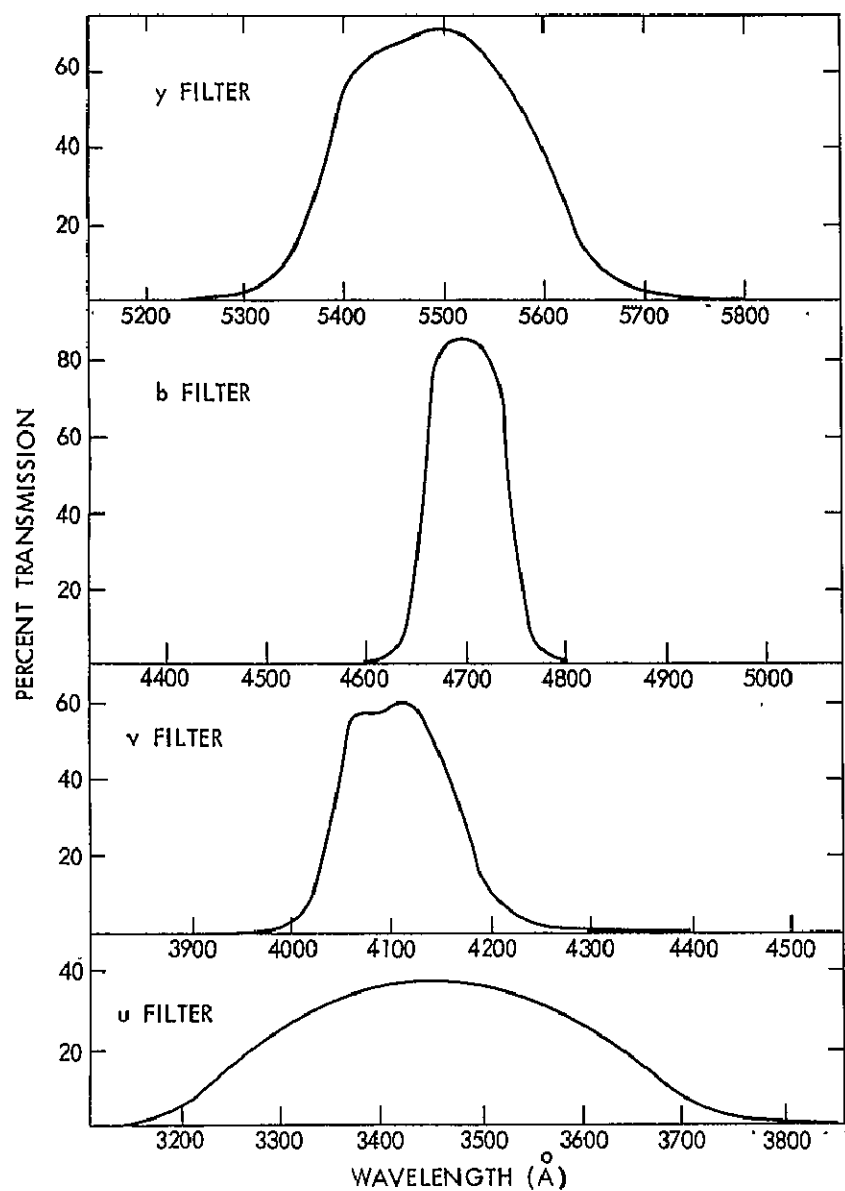 60
y FILTER
40
20
5200 5300 5400 5500 5600 5700 5800
80
b FILTER
60
40
20
4400 4500 4600 4700 4800 4900 5000
PERCENT TRANSMISSION
60
v FILTER
40
20
3900 4000 4100 4200 4300 4400 4500
40
u FILTER
20
3200 3300 3400 3500 3600 3700 3800
WAVELENGTH (Å)